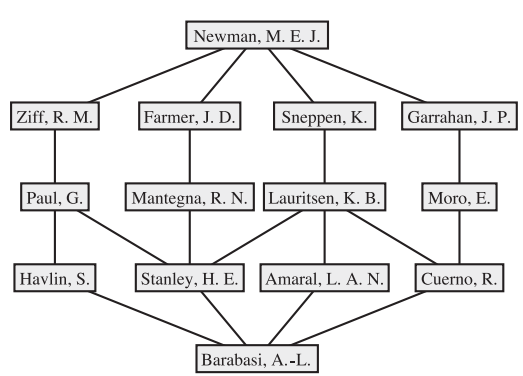 Newman, M. E. J.
Ziff, R. M.
Farmer, J. D.
Sneppen, K.
Garrahan, J. P.
Paul, G.
Mantegna, R. N.
Lauritsen, K. B.
Moro, E.
Havlin, S.
Stanley, H. E.
Amaral, L. A. N.
Cuerno, R.
Barabasi, A.-L.